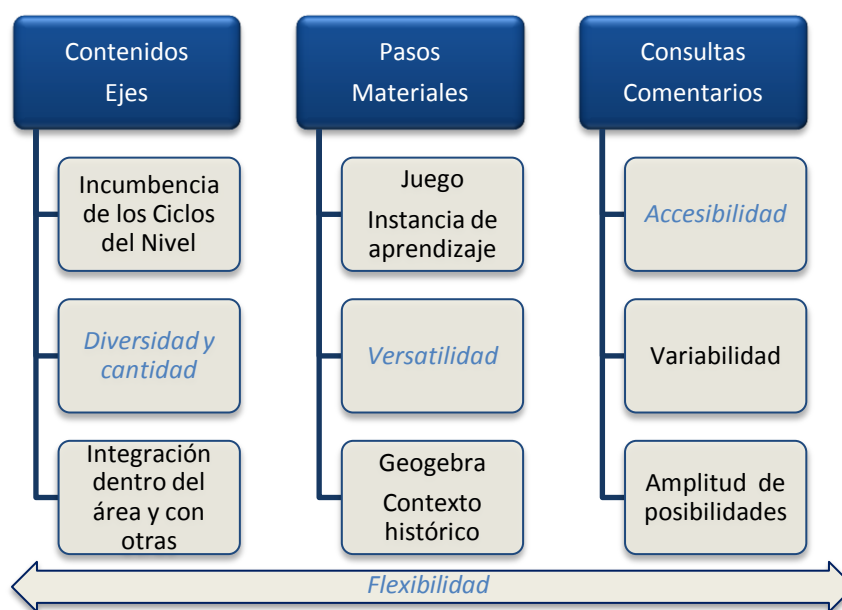 Contenidos
Ejes
Incumbencia
de los Ciclos
del Nivel
Diversidad y
cantidad
Integración
dentro del
área y con
otras
Pasos
Materiales
Juego
Instancia de
aprendizaje
Versatilidad
Geogebra
Contexto
histórico
Consultas
Comentarios
Accesibilidad
Variabilidad
Amplitud de
posibilidades
Flexibilidad